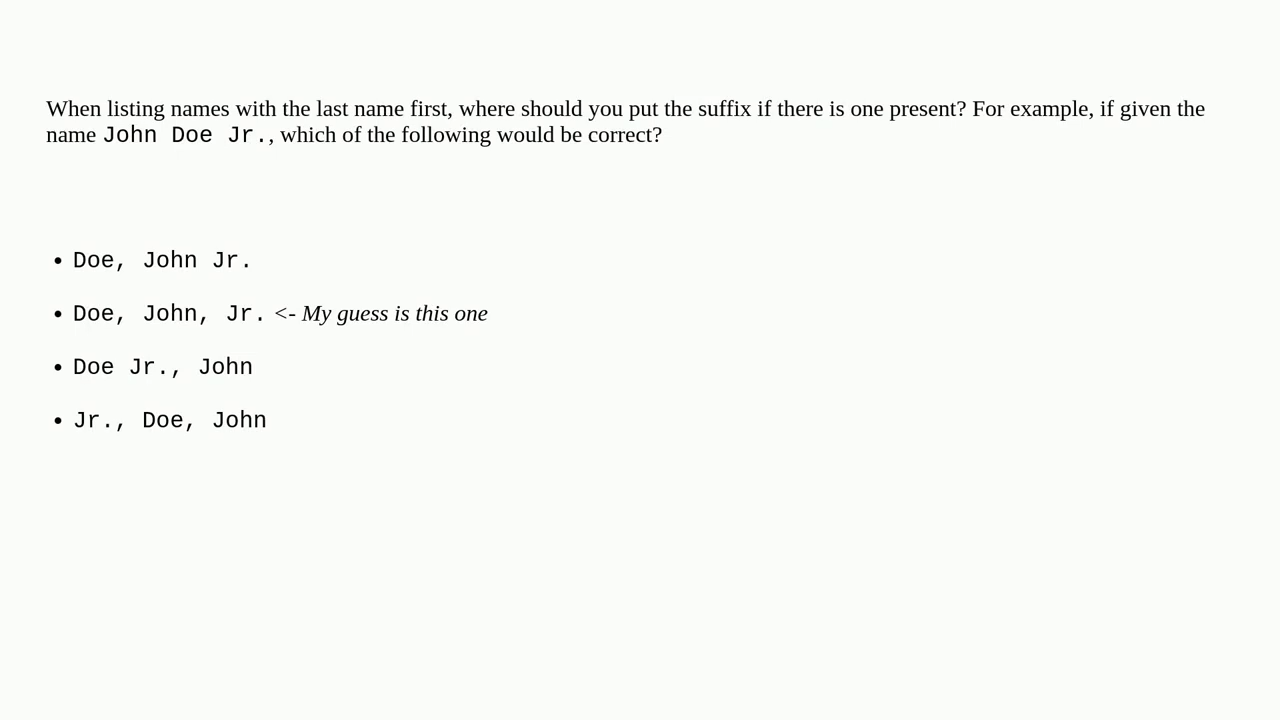 When listing names with the last name first, where should you put the suffix if there is one present? For example, if given the
name John Doe Jr., which of the following would be correct?
• Doe, John Jr.
• Doe, John, Jr. <- My guess is this one
• Doe Jr., John
• Jr., Doe, John